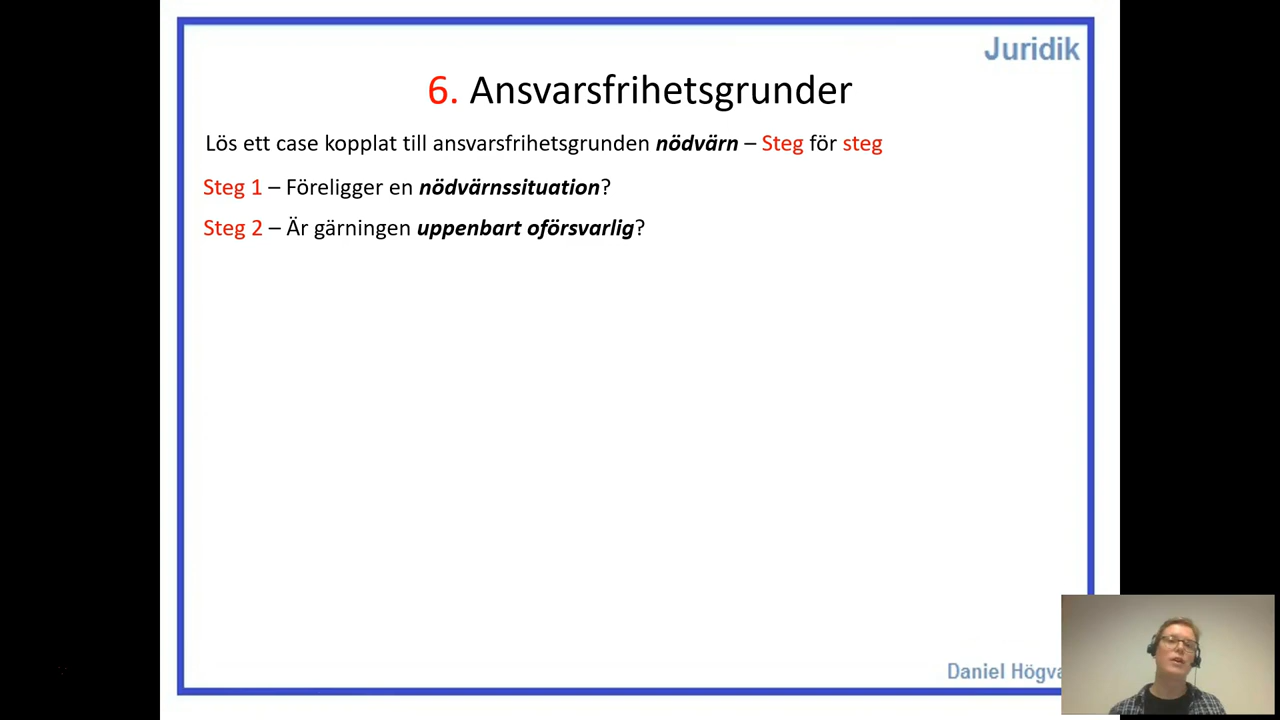 Juridik
6. Ansvarsfrihetsgrunder
Lös ett case kopplat till ansvarsfrihetsgrunden nödvärn – Steg för steg
Steg 1 – Föreligger en nödvärnssituation?
Steg 2 – Är gärningen uppenbart oförsvarlig?
Daniel